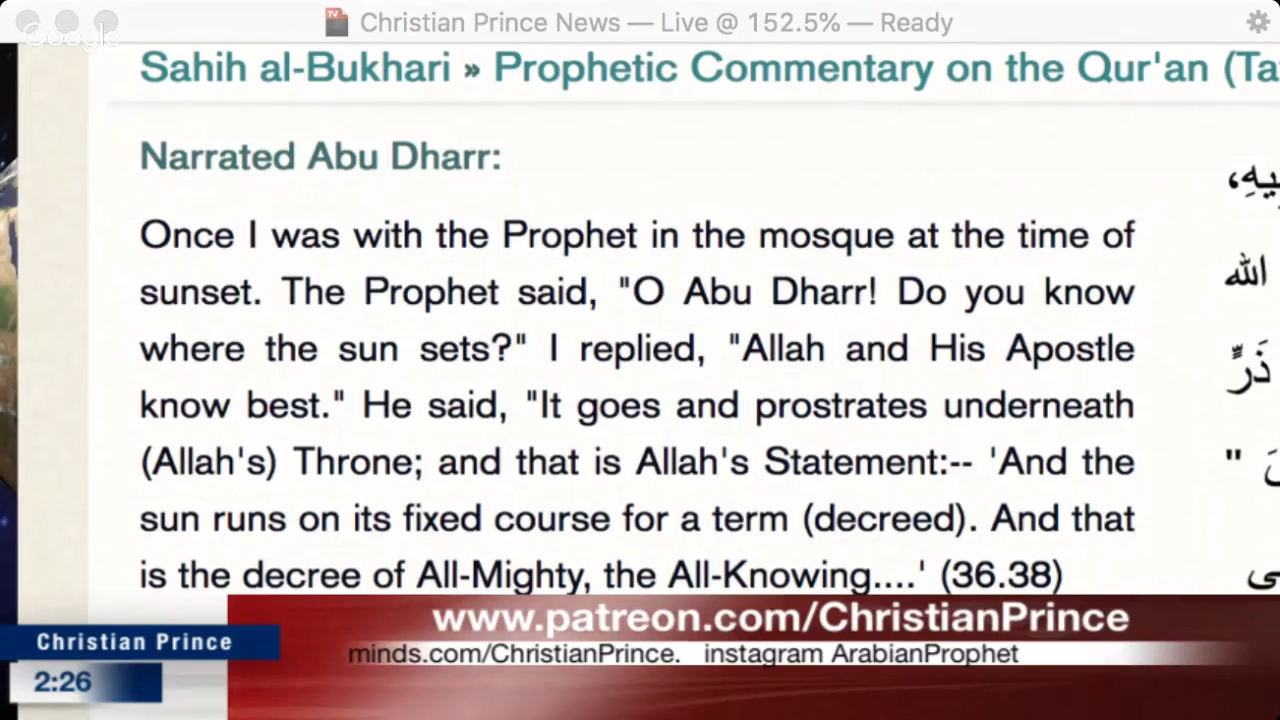 Christian Prince News — Live @ 152.5% — Ready
Google
Sahih al-Bukhari » Prophetic Commentary on the Qur'an (Ta
Narrated Abu Dharr:
Once I was with the Prophet in the mosque at the time of
sunset. The Prophet said, "O Abu Dharr! Do you know
where the sun sets?" I replied, "Allah and His Apostle
know best." He said, "It goes and prostrates underneath
(Allah's) Throne; and that is Allah's Statement:-- 'And the
sun runs on its fixed course for a term (decreed). And that
is the decree of All-Mighty, the All-Knowing....' (36.38)
الله
ذَرٍّ
www.patreon.com/ChristianPrince
Christian Prince
minds.com/ChristianPrince. instagram ArabianProphet
2:26